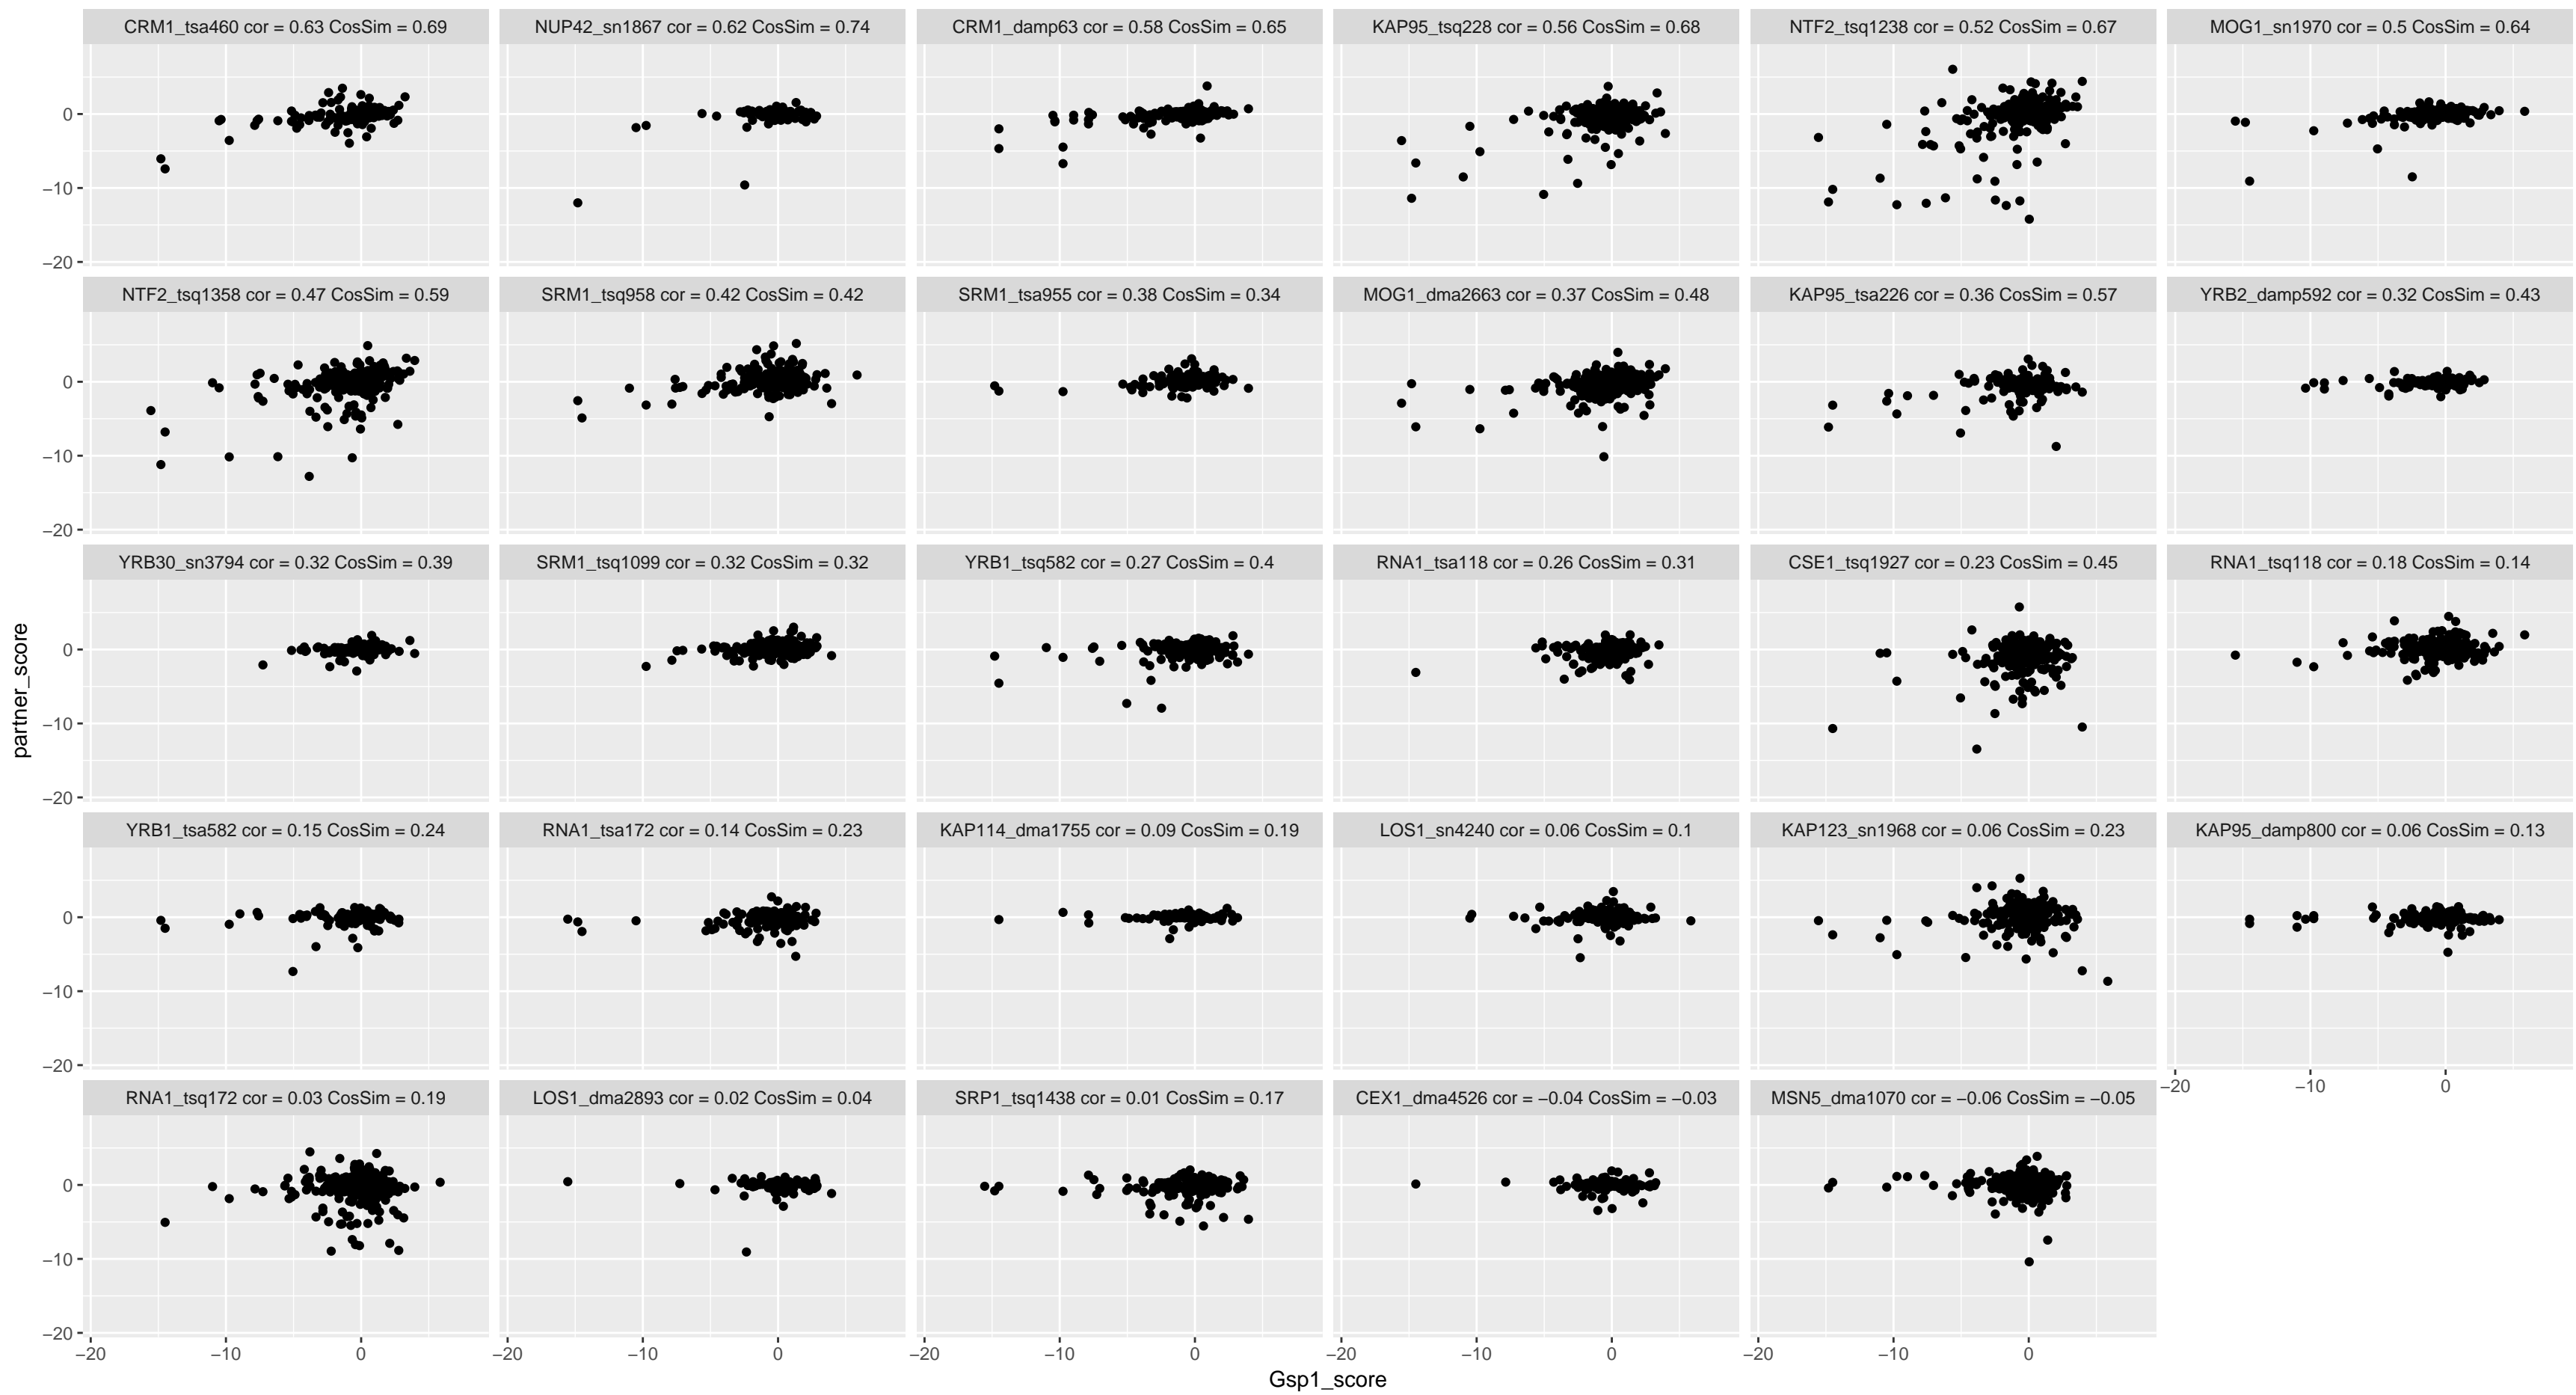 CRM1_tsa460 cor = 0.63 CosSim = 0.69
NUP42_sn1867 cor = 0.62 CosSim = 0.74
CRM1_damp63 cor = 0.58 CosSim = 0.65
KAP95_tsq228 cor = 0.56 CosSim = 0.68
NTF2_tsq1238 cor = 0.52 CosSim = 0.67
MOG1_sn1970 cor = 0.5 CosSim = 0.64
0
−10
−20
NTF2_tsq1358 cor = 0.47 CosSim = 0.59
SRM1_tsq958 cor = 0.42 CosSim = 0.42
SRM1_tsa955 cor = 0.38 CosSim = 0.34
MOG1_dma2663 cor = 0.37 CosSim = 0.48
KAP95_tsa226 cor = 0.36 CosSim = 0.57
YRB2_damp592 cor = 0.32 CosSim = 0.43
0
−10
−20
YRB30_sn3794 cor = 0.32 CosSim = 0.39
SRM1_tsq1099 cor = 0.32 CosSim = 0.32
YRB1_tsq582 cor = 0.27 CosSim = 0.4
RNA1_tsa118 cor = 0.26 CosSim = 0.31
CSE1_tsq1927 cor = 0.23 CosSim = 0.45
RNA1_tsq118 cor = 0.18 CosSim = 0.14
0
−10
−20
partner_score
YRB1_tsa582 cor = 0.15 CosSim = 0.24
RNA1_tsa172 cor = 0.14 CosSim = 0.23
KAP114_dma1755 cor = 0.09 CosSim = 0.19
LOS1_sn4240 cor = 0.06 CosSim = 0.1
KAP123_sn1968 cor = 0.06 CosSim = 0.23
KAP95_damp800 cor = 0.06 CosSim = 0.13
0
−10
−20
−20 −10 0
RNA1_tsq172 cor = 0.03 CosSim = 0.19
LOS1_dma2893 cor = 0.02 CosSim = 0.04
SRP1_tsq1438 cor = 0.01 CosSim = 0.17
CEX1_dma4526 cor = −0.04 CosSim = −0.03
MSN5_dma1070 cor = −0.06 CosSim = −0.05
0
−10
−20
−20 −10 0
−20 −10 0
−20 −10 0
−20 −10 0
−20 −10 0
Gsp1_score